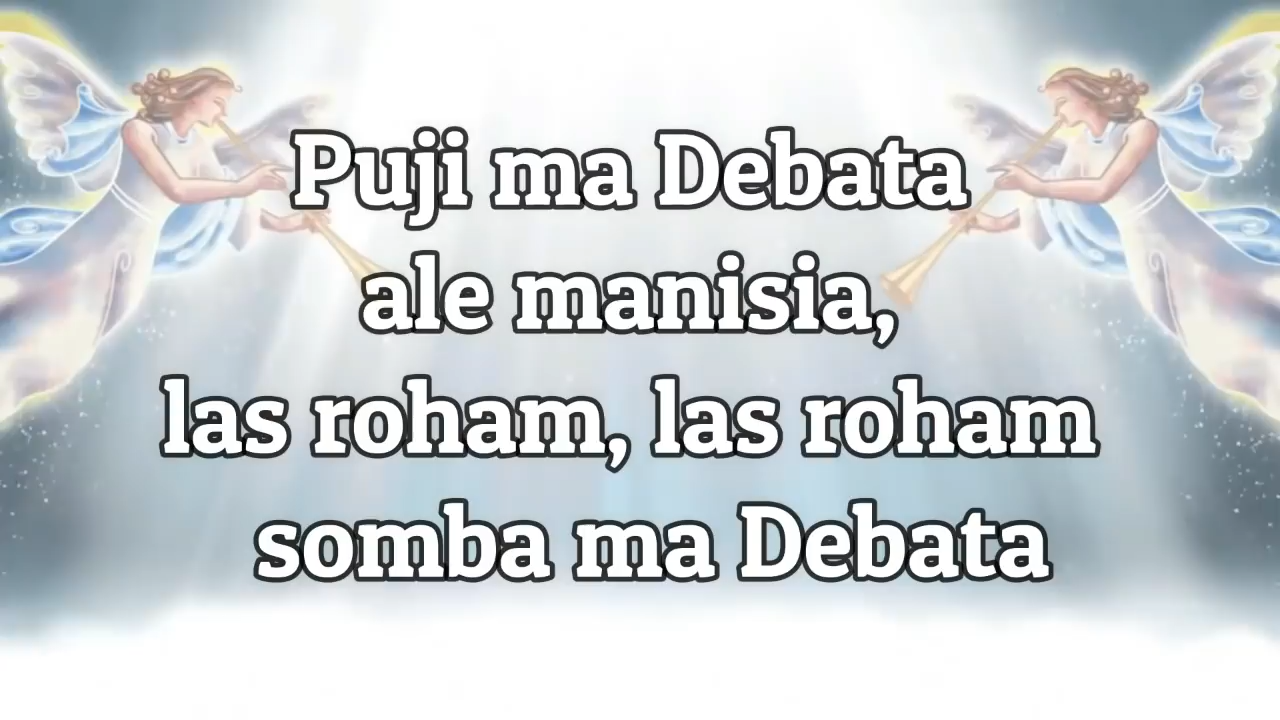 Puji ma Debata
ale manisia,
las roham, las roham
somba ma Debata